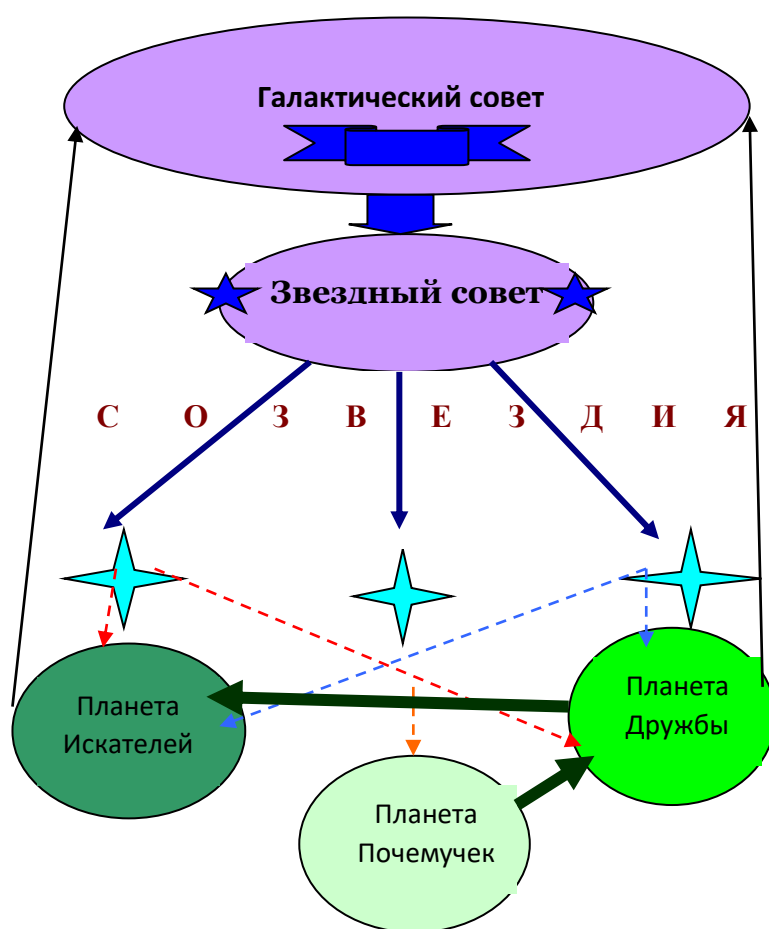 Галактический совет
Звездный совет
С О З В Е З Д И Я
Планета
Искателей
Планета
Дружбы
Планета
Почемучек